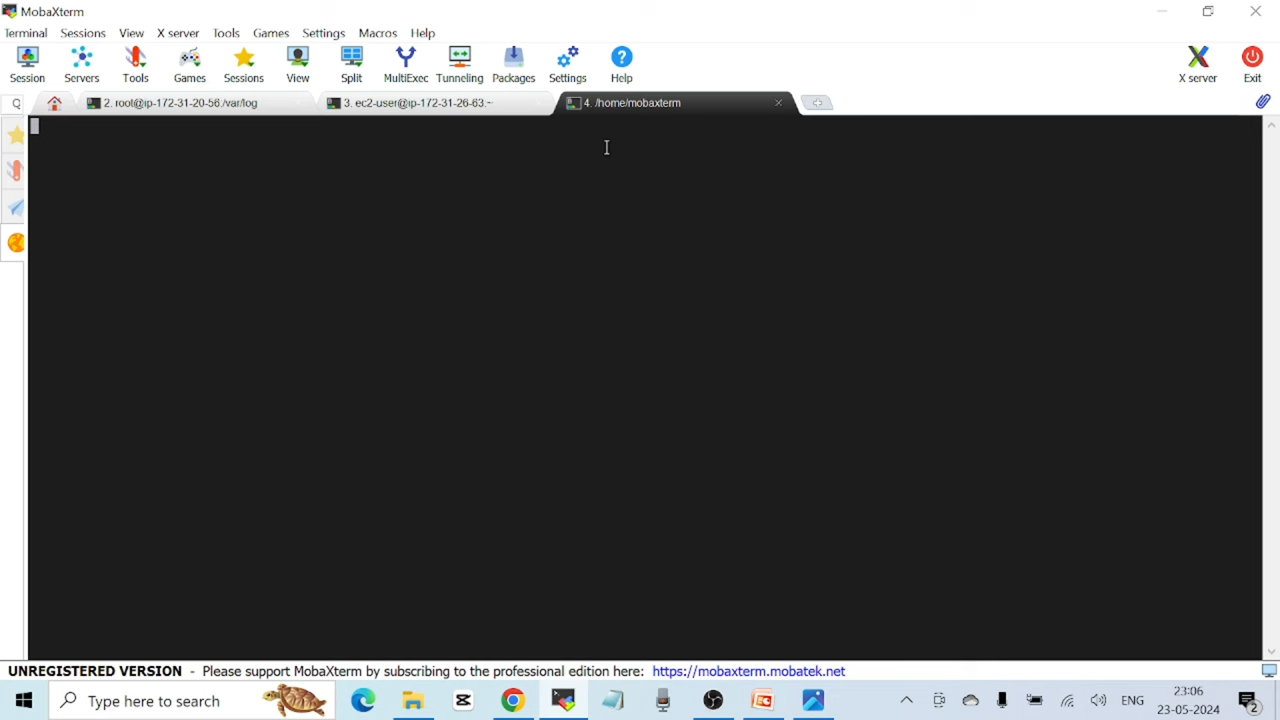 MobaXterm
Terminal Sessions View X server Tools Games Settings Macros Help
Session Servers Tools Games Sessions View Split MultiExec Tunneling Packages Settings Help X server Exit
2. root@ip-172-31-20-56:/var/log 3. ec2-user@ip-172-31-26-63:~ 4. /home/mobaxterm
UNREGISTERED VERSION - Please support MobaXterm by subscribing to the professional edition here: https://mobaxterm.mobatek.net
Type here to search ENG 23:06
23-05-2024 2